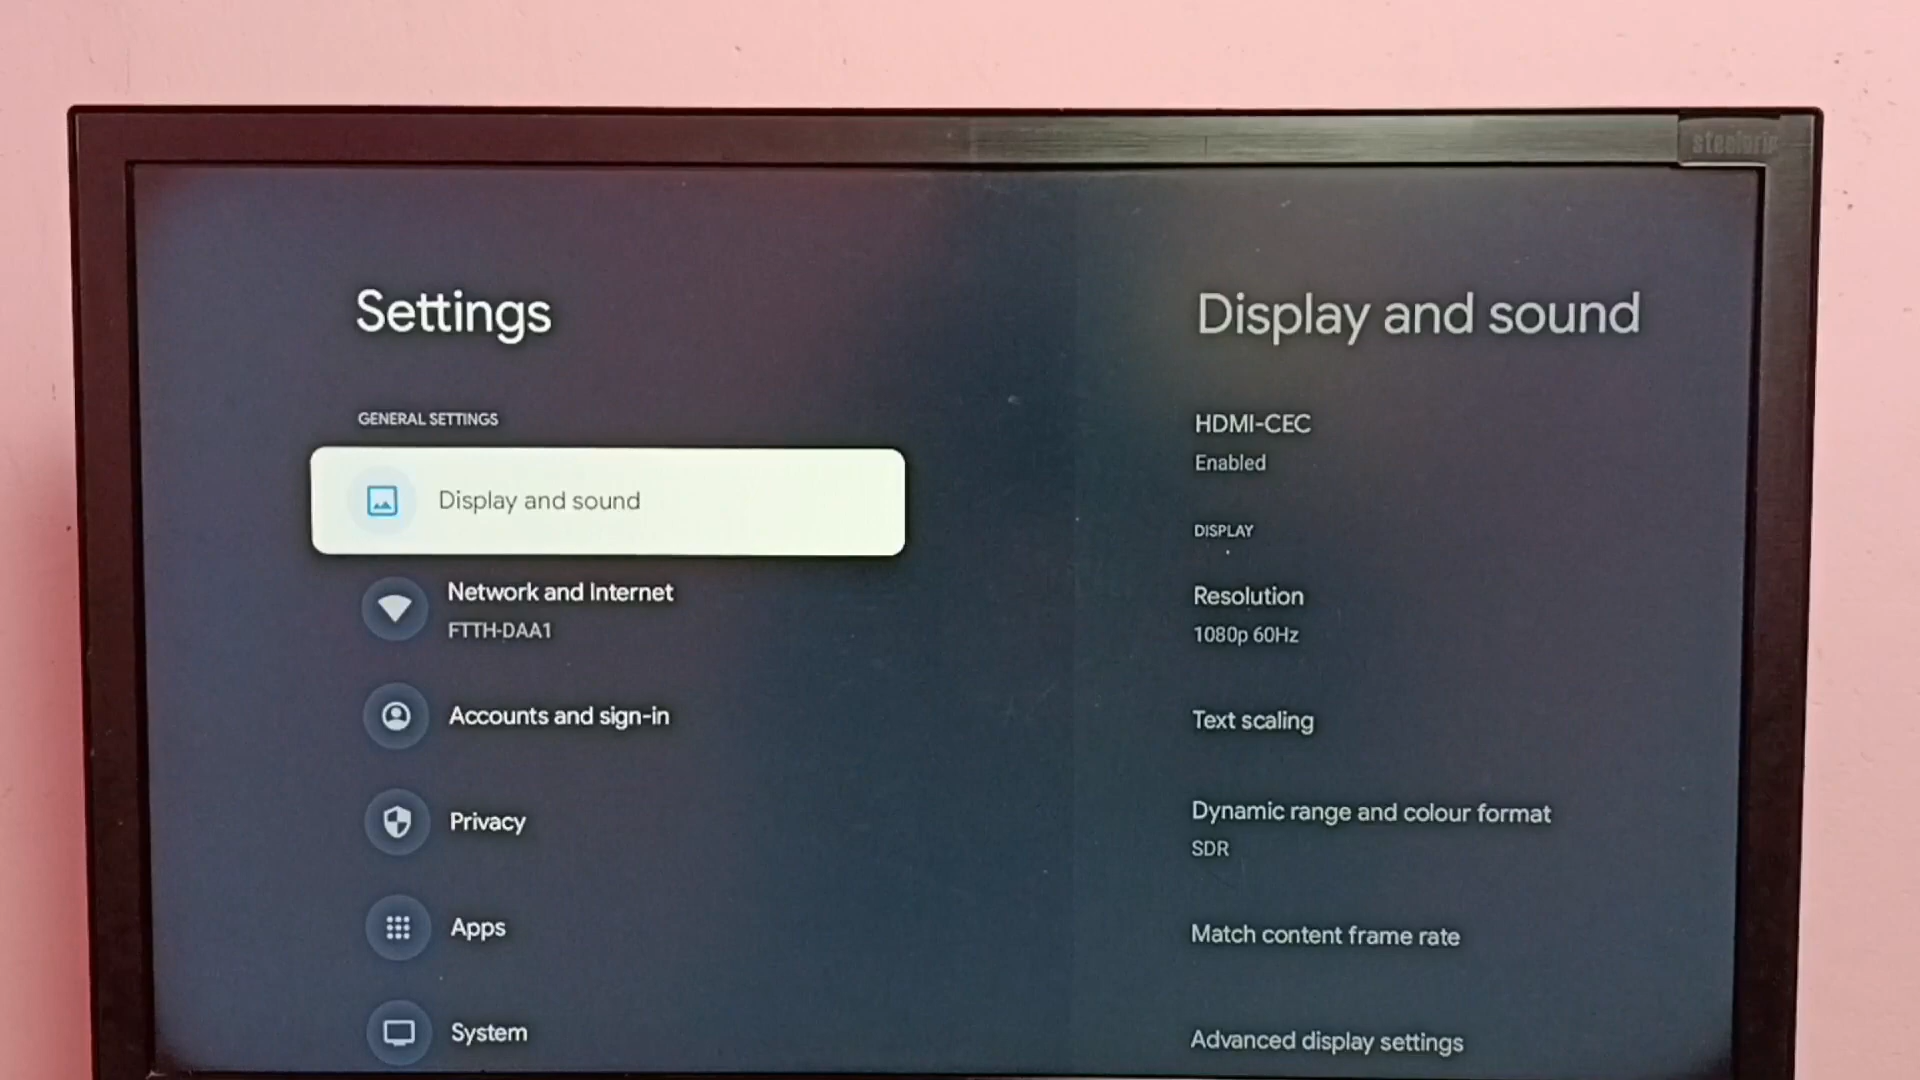 Settings
GENERAL SETTINGS
Display and sound
Network and Internet
FTTH-DAA1
Accounts and sign-in
Privacy
Apps
System
Display and sound
HDMI-CEC
Enabled
DISPLAY
Resolution
1080p 60Hz
Text scaling
Dynamic range and colour format
SDR
Match content frame rate
Advanced display settings